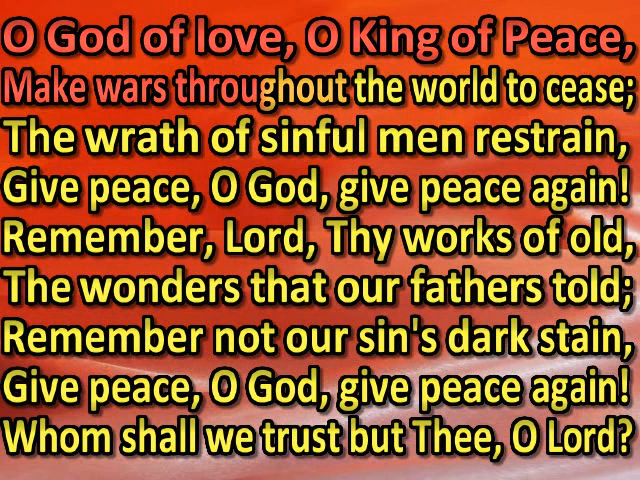 O God of love, O King of Peace,
Make wars throughout the world to cease;
The wrath of sinful men restrain,
Give peace, O God, give peace again!
Remember, Lord, Thy works of old,
The wonders that our fathers told;
Remember not our sin's dark stain,
Give peace, O God, give peace again!
Whom shall we trust but Thee, O Lord?